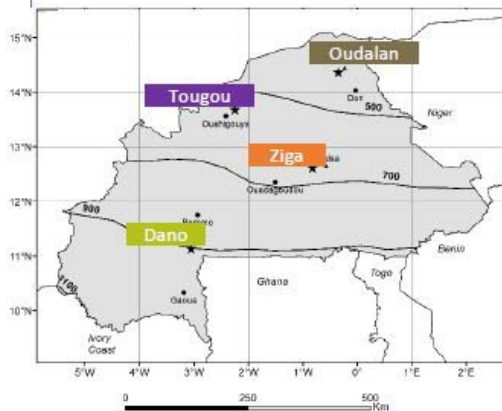 15°N
Oudalan
Dori
14°N
Tougou
500
Niger
Ouahigouya
13°N
Ziga
700
Ouagadougou
12°N
900
Dano
Benin
11°N
Togo
Ghana
1100
Gaoua
10°N
Ivory
Coast
5°W 4°W 3°W 2°W 1°W 0° 1°E 2°E
0 250 500
Km